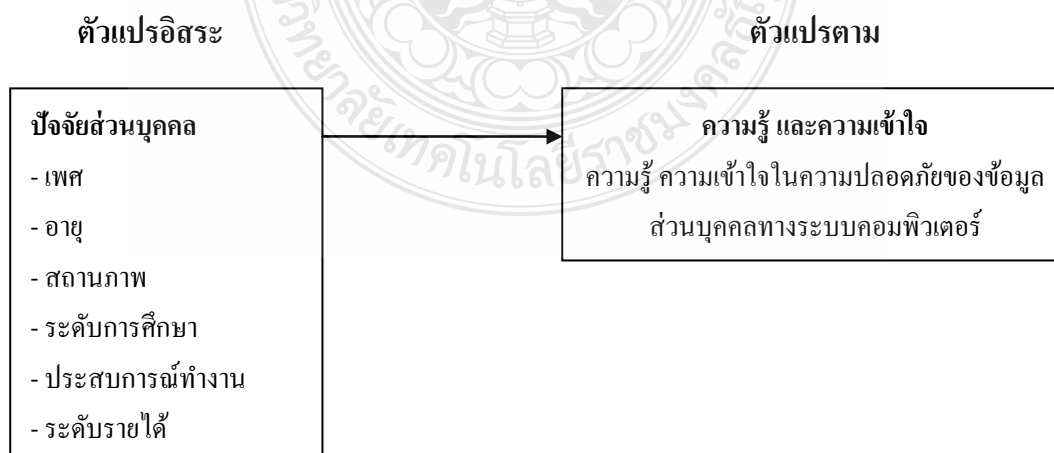 ตัวแปรอิสระ
ตัวแปรตาม
ปัจจัยส่วนบุคคล
- เพศ
- อายุ
- สถานภาพ
- ระดับการศึกษา
- ประสบการณ์ทำงาน
- ระดับรายได้
ความรู้ และความเข้าใจ
ความรู้ ความเข้าใจในความปลอดภัยของข้อมูล
ส่วนบุคคลทางระบบคอมพิวเตอร์